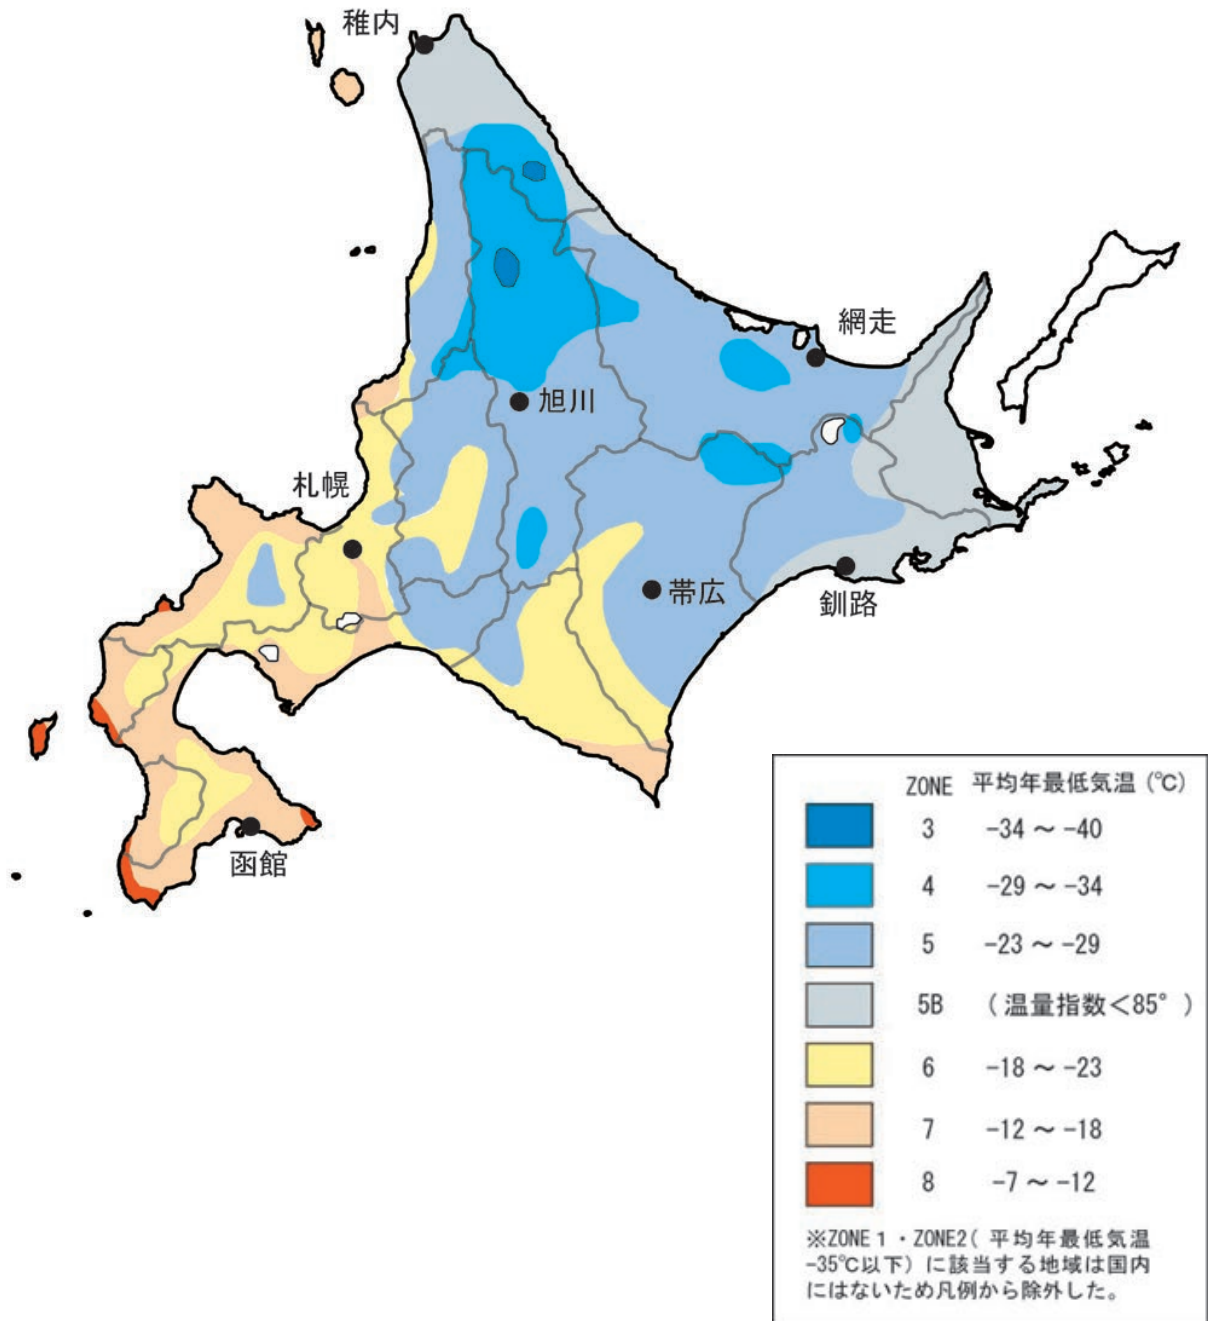 稚内
網走
旭川
札幌
帯広
釧路
函館
ZONE 平均年最低気温 (℃)
3 -34 ～ -40
4 -29 ～ -34
5 -23 ～ -29
5B (温量指数＜85°)
6 -18 ～ -23
7 -12 ～ -18
8 -7 ～ -12
※ZONE 1・ZONE2( 平均年最低気温
-35℃以下) に該当する地域は国内
にはないため凡例から除外した。